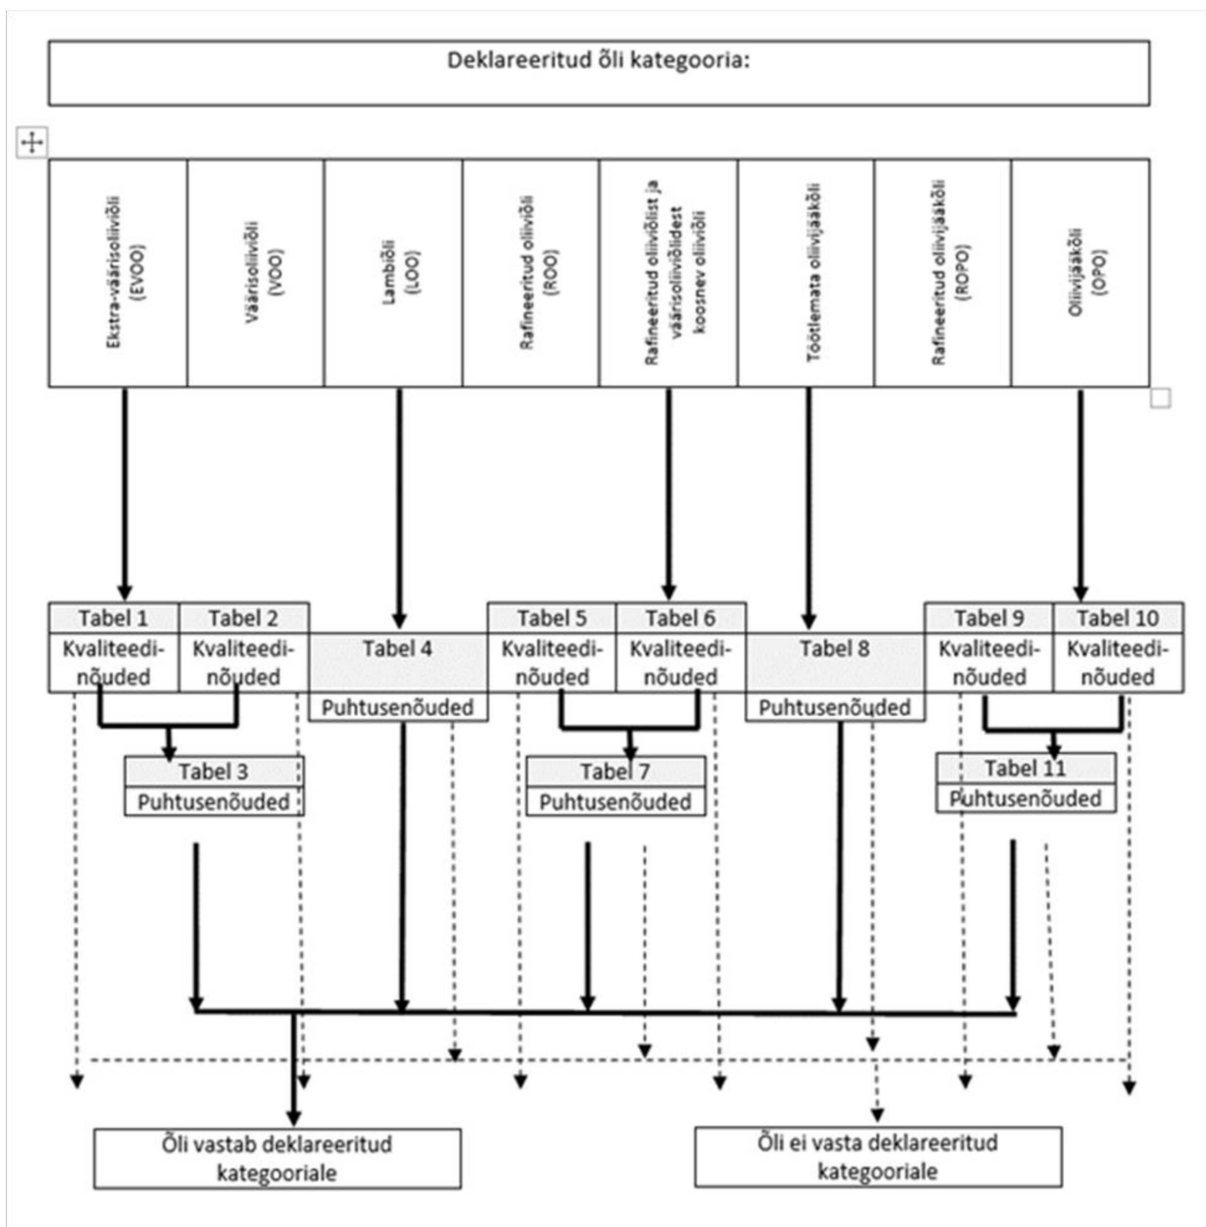 Deklareeritud õli kategooria:
Ekstra-väärisoliiviõli
(EVOO)
Väärisoliiviõli
(VOO)
Lambiõli
(LOO)
Rafineeritud oliiviõli
(ROO)
Rafineeritud oliiviõlist ja
väärisoliiviõlidest
koosnev oliiviõli
Töötlemata oliivijääkõli
Rafineeritud oliivijääkõli
(ROPO)
Oliivijääkõli
(OPO)
Tabel 1
Kvaliteedi-
nõuded
Tabel 2
Kvaliteedi-
nõuded
Tabel 4
Puhtusenõuded
Tabel 5
Kvaliteedi-
nõuded
Tabel 6
Kvaliteedi-
nõuded
Tabel 8
Puhtusenõuded
Tabel 9
Kvaliteedi-
nõuded
Tabel 10
Kvaliteedi-
nõuded
Tabel 3
Puhtusenõuded
Tabel 7
Puhtusenõuded
Tabel 11
Puhtusenõuded
Õli vastab deklareeritud
kategooriale
Õli ei vasta deklareeritud
kategooriale